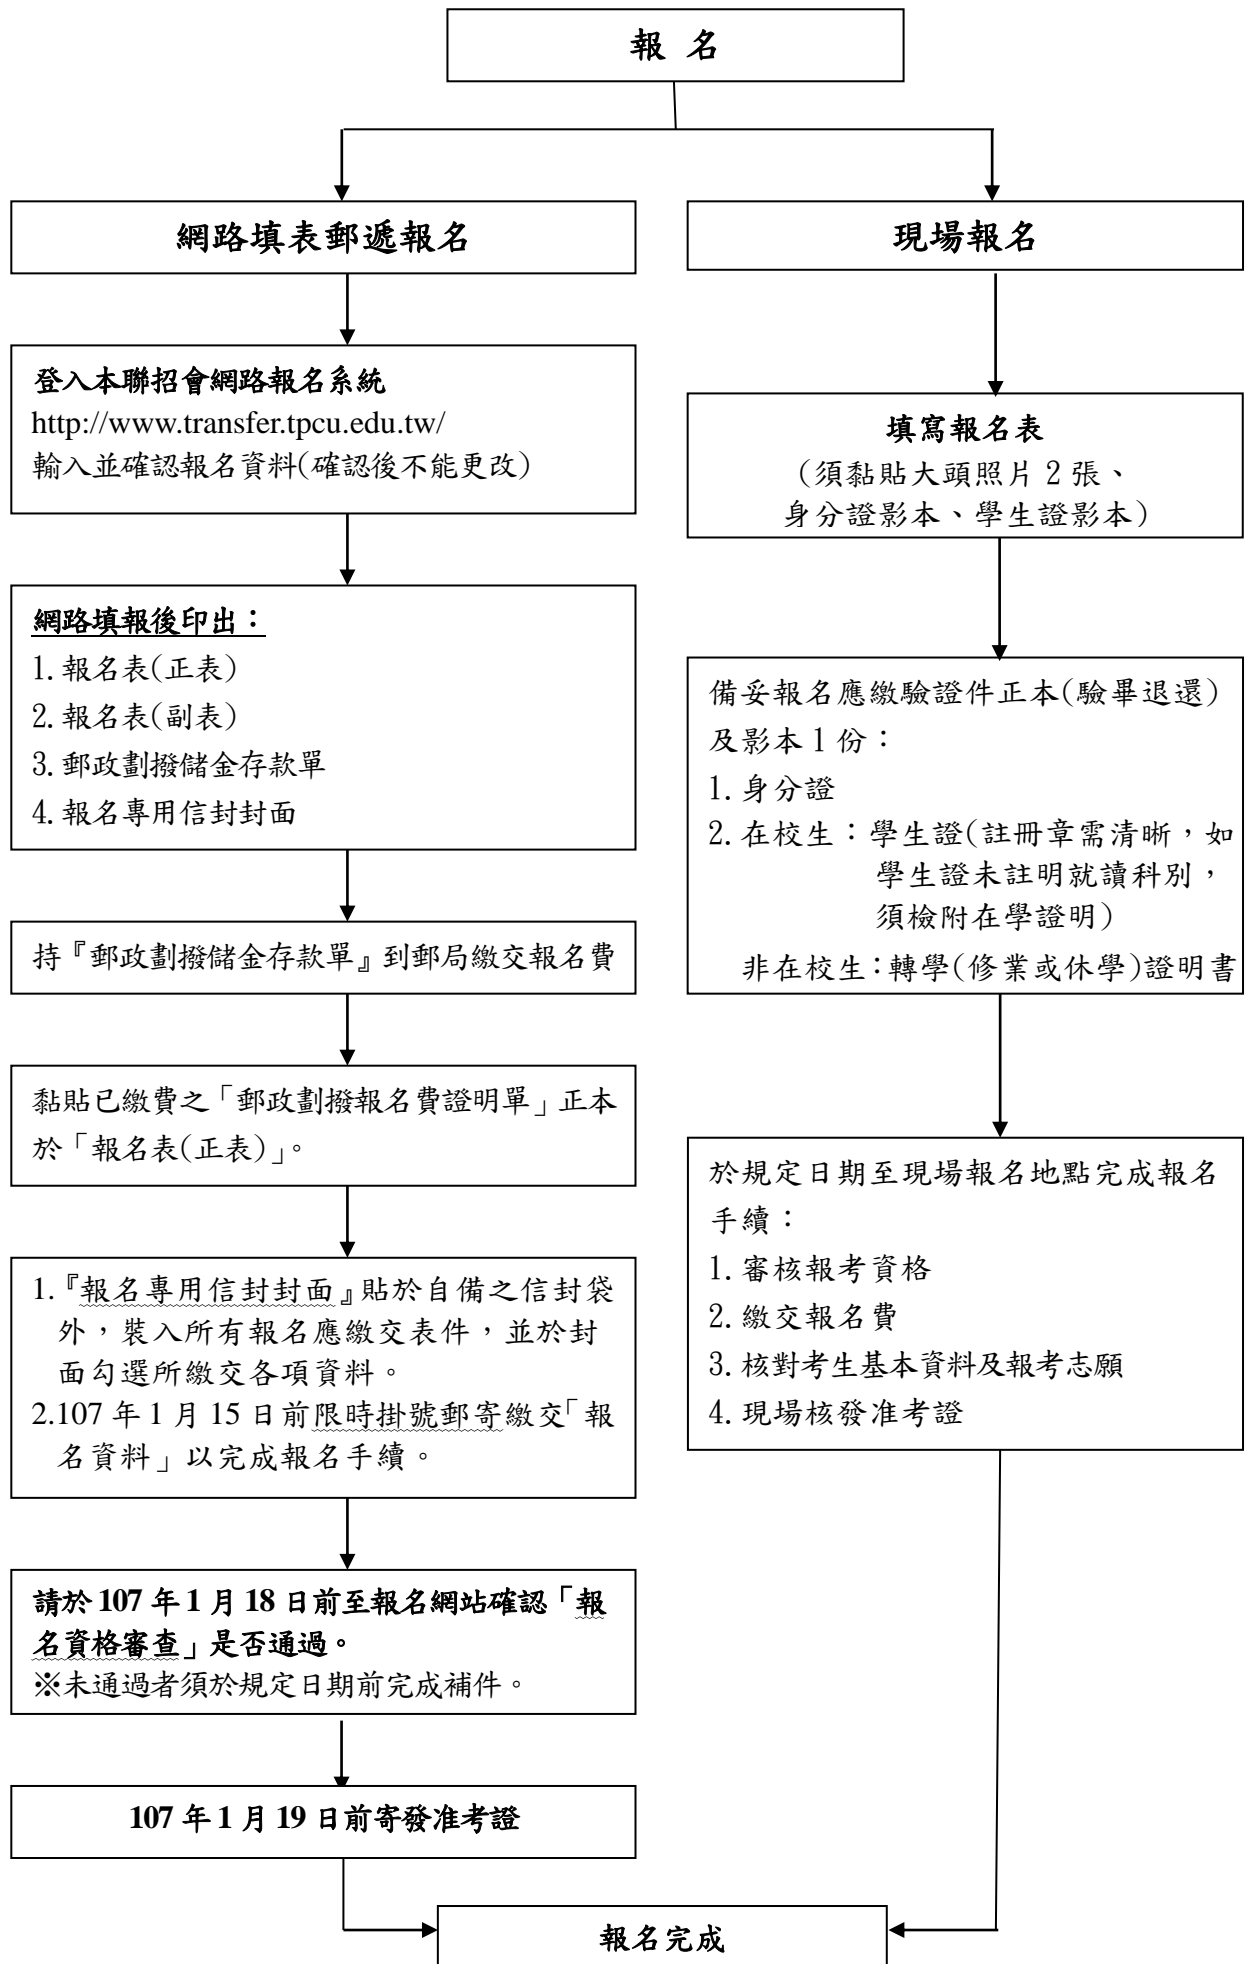 報 名
網路填表郵遞報名
登入本聯招會網路報名系統
http://www.transfer.tpcu.edu.tw/
輸入並確認報名資料(確認後不能更改)
網路填報後印出：
1.報名表(正表)
2.報名表(副表)
3.郵政劃撥儲金存款單
4.報名專用信封封面
持『郵政劃撥儲金存款單』到郵局繳交報名費
黏貼已繳費之「郵政劃撥報名費證明單」正本
於「報名表(正表)」。
1.『報名專用信封封面』貼於自備之信封袋
外，裝入所有報名應繳交表件，並於封
面勾選所繳交各項資料。
2.107 年 1 月 15 日前限時掛號郵寄繳交「報
名資料」以完成報名手續。
請於 107 年 1 月 18 日前至報名網站確認「報
名資格審查」是否通過。
※未通過者須於規定日期前完成補件。
107 年 1 月 19 日前寄發准考證
現場報名
填寫報名表
(須黏貼大頭照片 2 張、
身分證影本、學生證影本)
備妥報名應繳驗證件正本(驗畢退還)
及影本 1 份：
1.身分證
2.在校生：學生證(註冊章需清晰，如
學生證未註明就讀科別，
須檢附在學證明)
非在校生：轉學(修業或休學)證明書
於規定日期至現場報名地點完成報名
手續：
1.審核報考資格
2.繳交報名費
3.核對考生基本資料及報考志願
4.現場核發准考證
報名完成